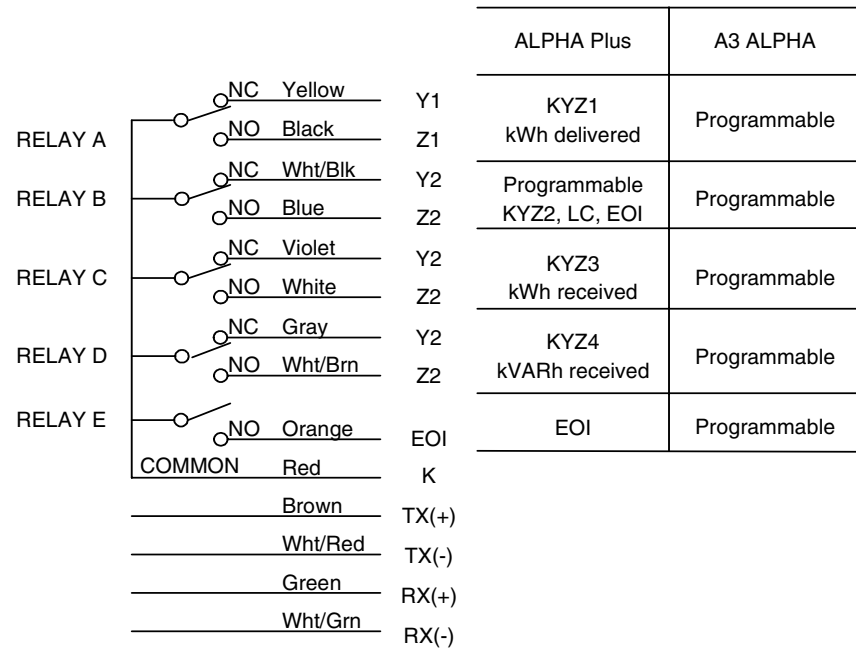 ALPHA Plus A3 ALPHA
NC Yellow Y1
KYZ1
kWh delivered
Programmable
RELAY A
NO Black Z1
NC Wht/Blk Y2
Programmable
KYZ2, LC, EOI
Programmable
RELAY B
NO Blue Z2
NC Violet Y2
KYZ3
kWh received
Programmable
RELAY C
NO White Z2
NC Gray Y2
KYZ4
kVARh received
Programmable
RELAY D
NO Wht/Brn Z2
RELAY E
NO Orange EOI
EOI
Programmable
COMMON Red K
Brown TX(+)
Wht/Red TX(-)
Green RX(+)
Wht/Grn RX(-)